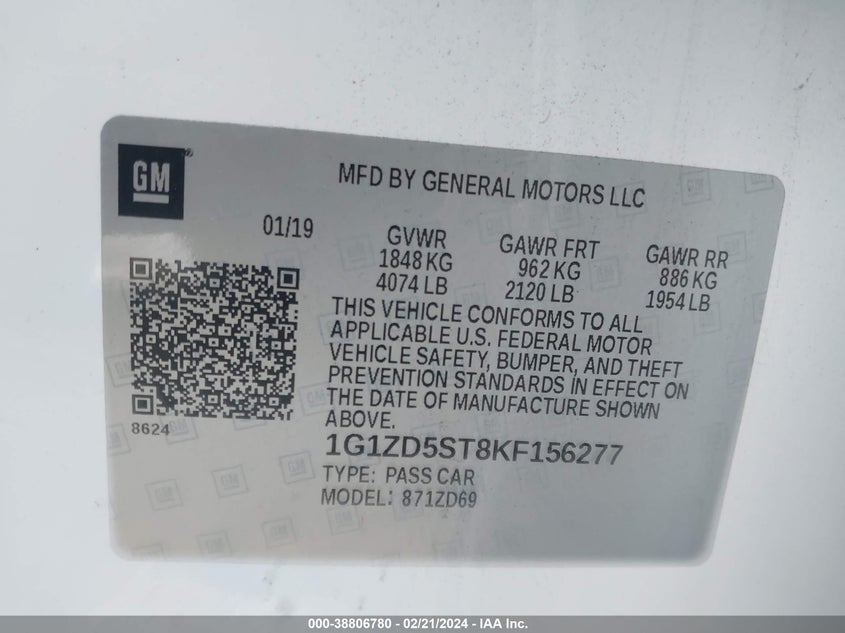 GM
MFD BY GENERAL MOTORS LLC
01/19
GVWR
1848 KG
4074 LB
GAWR FRT
962 KG
2120 LB
GAWR RR
886 KG
1954 LB
THIS VEHICLE CONFORMS TO ALL
APPLICABLE U.S. FEDERAL MOTOR
VEHICLE SAFETY, BUMPER, AND THEFT
PREVENTION STANDARDS IN EFFECT ON
THE DATE OF MANUFACTURE SHOWN
ABOVE.
8624
1G1ZD5ST8KF156277
TYPE: PASS CAR
MODEL: 871ZD69
000-38806780 - 02/21/2024 - IAA Inc.